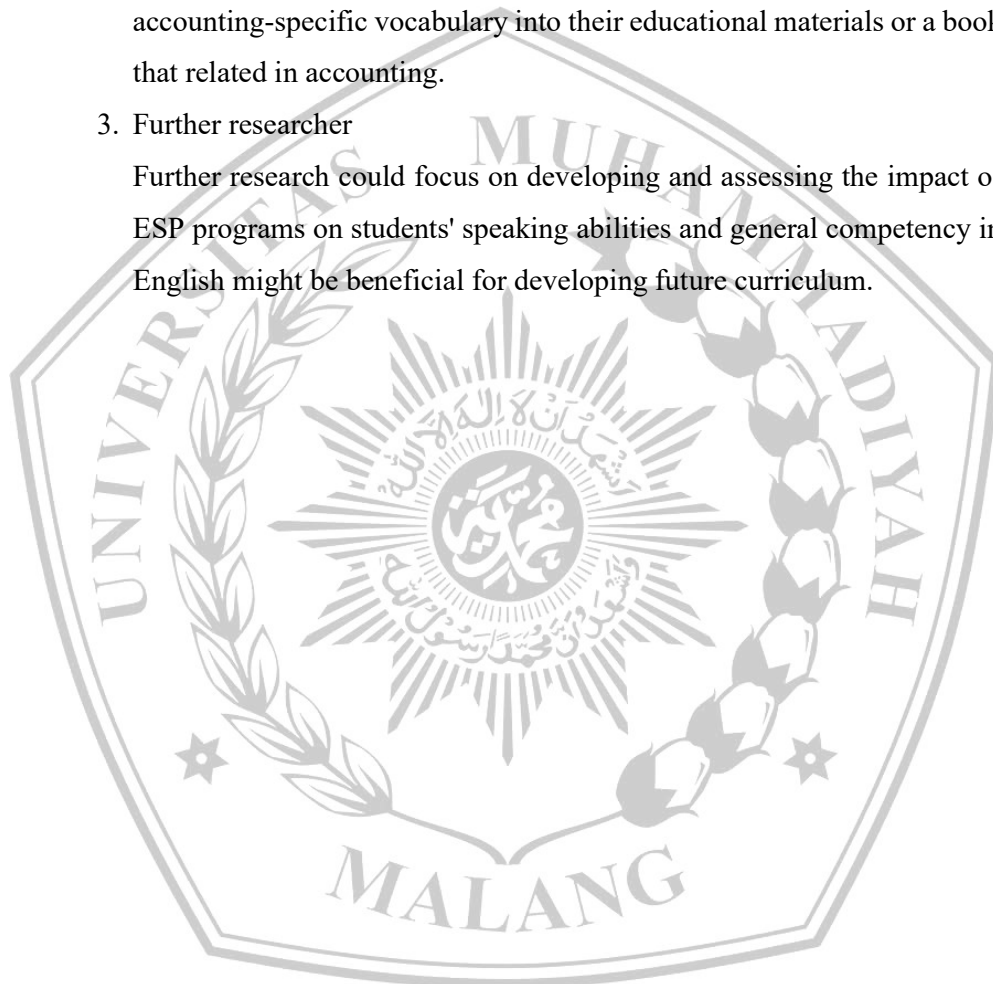 accounting-specific vocabulary into their educational materials or a book
that related in accounting.
3. Further researcher
Further research could focus on developing and assessing the impact o
ESP programs on students' speaking abilities and general competency in
English might be beneficial for developing future curriculum.
UNIVERSITAS MUHAMMADIYAH
MALANG